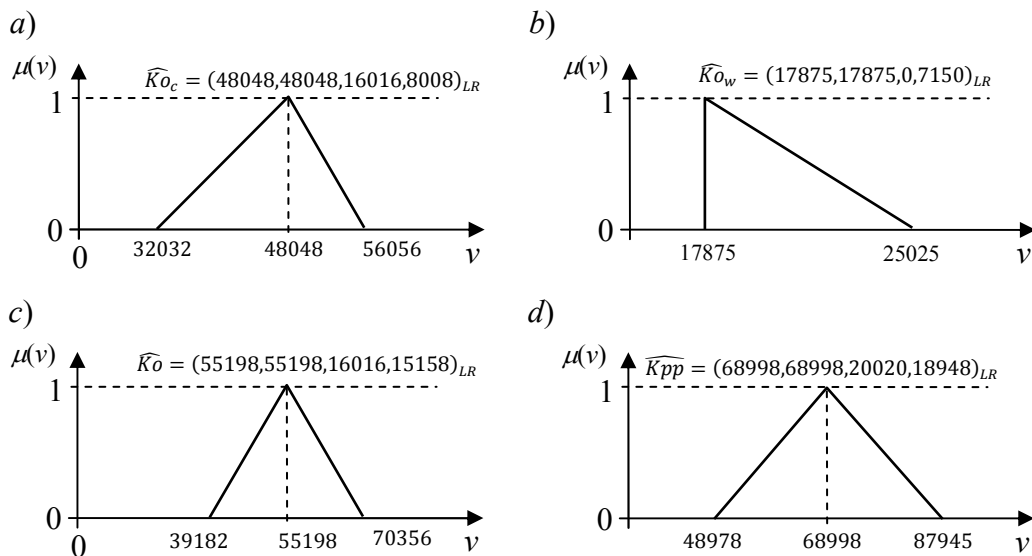 a)
b)
μ(v)
K̂o_c = (48048,48048,16016,8008)_LR
1
0
0
32032
48048
56056
v
μ(v)
K̂o_w = (17875,17875,0,7150)_LR
1
0
17875
25025
v
c)
d)
μ(v)
K̂o = (55198,55198,16016,15158)_LR
1
0
0
39182
55198
70356
v
μ(v)
K̂pp = (68998,68998,20020,18948)_LR
1
0
48978
68998
87945
v